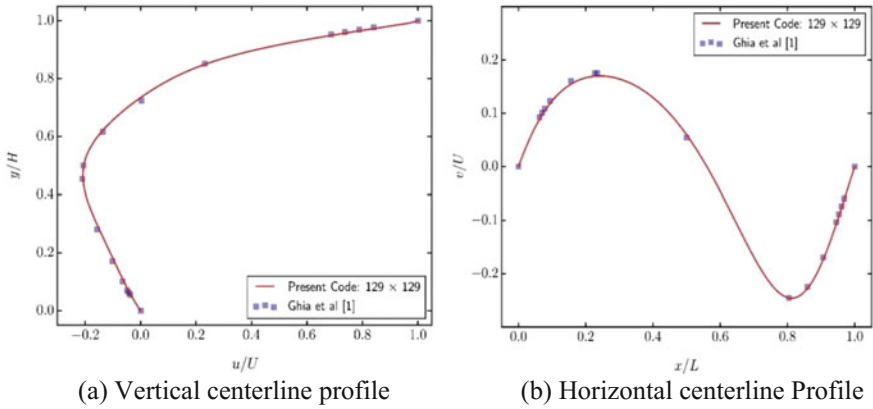 1.0
0.8
0.6
0.4
0.2
0.0
y/H
Present Code: 129 × 129
Ghia et al [1]
−0.2 0.0 0.2 0.4 0.6 0.8 1.0
u/U
(a) Vertical centerline profile
0.2
0.1
0.0
−0.1
−0.2
v/U
Present Code: 129 × 129
Ghia et al [1]
0.0 0.2 0.4 0.6 0.8 1.0
x/L
(b) Horizontal centerline Profile